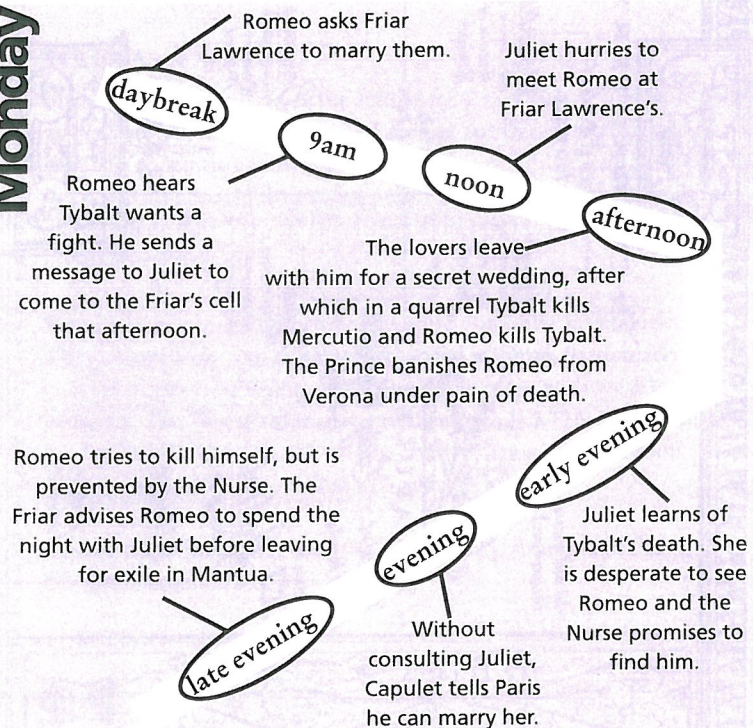 Monday
Romeo asks Friar
Lawrence to marry them.
daybreak
9am
Romeo hears
Tybalt wants a
fight. He sends a
message to Juliet to
come to the Friar's cell
that afternoon.
Juliet hurries to
meet Romeo at
Friar Lawrence's.
noon
afternoon
The lovers leave
with him for a secret wedding, after
which in a quarrel Tybalt kills
Mercutio and Romeo kills Tybalt.
The Prince banishes Romeo from
Verona under pain of death.
early evening
Juliet learns of
Tybalt's death. She
is desperate to see
Romeo and the
Nurse promises to
find him.
evening
Without
consulting Juliet,
Capulet tells Paris
he can marry her.
Romeo tries to kill himself, but is
prevented by the Nurse. The
Friar advises Romeo to spend the
night with Juliet before leaving
for exile in Mantua.
late evening